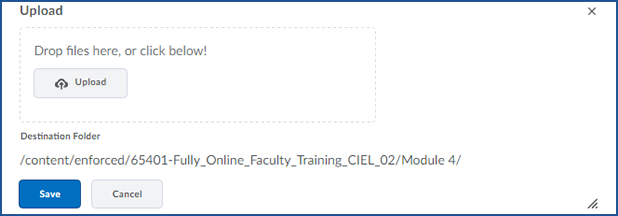 Upload
Drop files here, or click below!
Upload
Destination Folder
/content/enforced/65401-Fully_Online_Faculty_Training_CIEL_02/Module 4/
Save Cancel